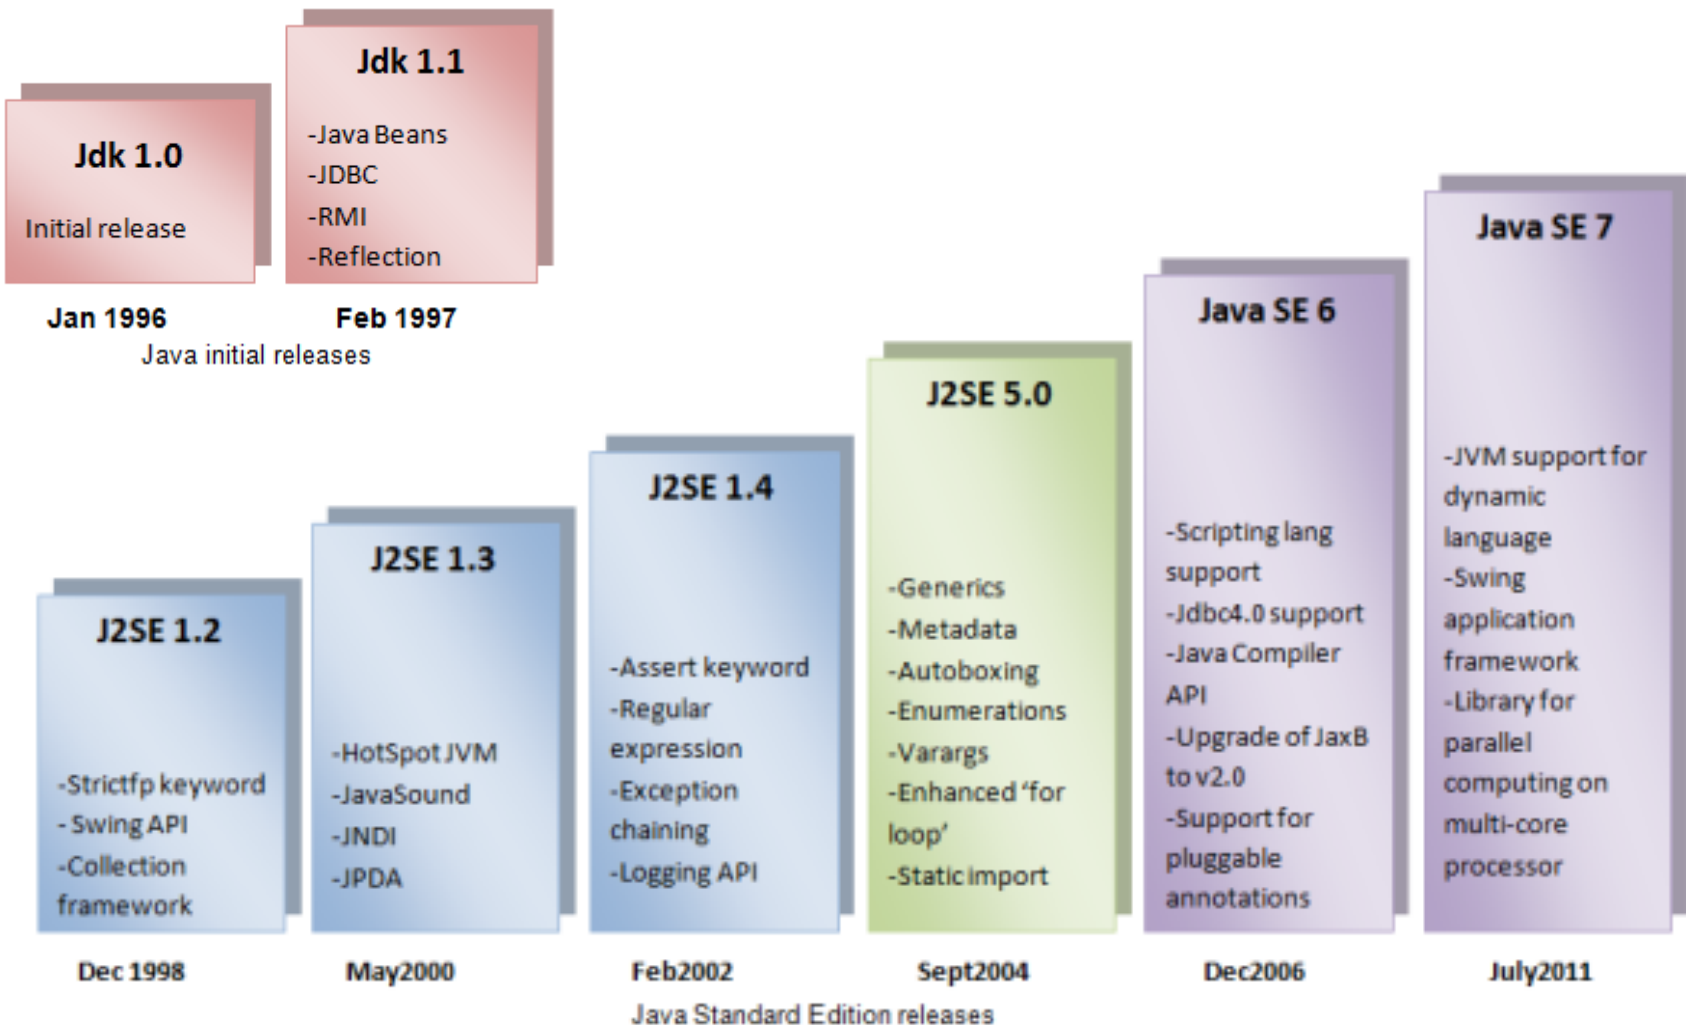 Jdk 1.0
Initial release
Jan 1996
Jdk 1.1
-Java Beans
-JDBC
-RMI
-Reflection
Feb 1997
Java initial releases
J2SE 1.2
-Strictfp keyword
- Swing API
-Collection
framework
Dec 1998
J2SE 1.3
-HotSpot JVM
-JavaSound
-JNDI
-JPDA
May2000
J2SE 1.4
-Assert keyword
-Regular
expression
-Exception
chaining
-Logging API
Feb2002
J2SE 5.0
-Generics
-Metadata
-Autoboxing
-Enumerations
-Varargs
-Enhanced ‘for
loop’
-Static import
Sept2004
Java SE 6
-Scripting lang
support
-Jdbc4.0 support
-Java Compiler
API
-Upgrade of JaxB
to v2.0
-Support for
pluggable
annotations
Dec2006
Java SE 7
-JVM support for
dynamic
language
-Swing
application
framework
-Library for
parallel
computing on
multi-core
processor
July2011
Java Standard Edition releases